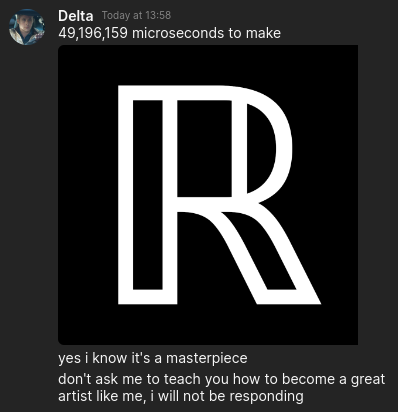 Delta Today at 13:58
49,196,159 microseconds to make
ℝ
yes i know it's a masterpiece
don't ask me to teach you how to become a great
artist like me, i will not be responding